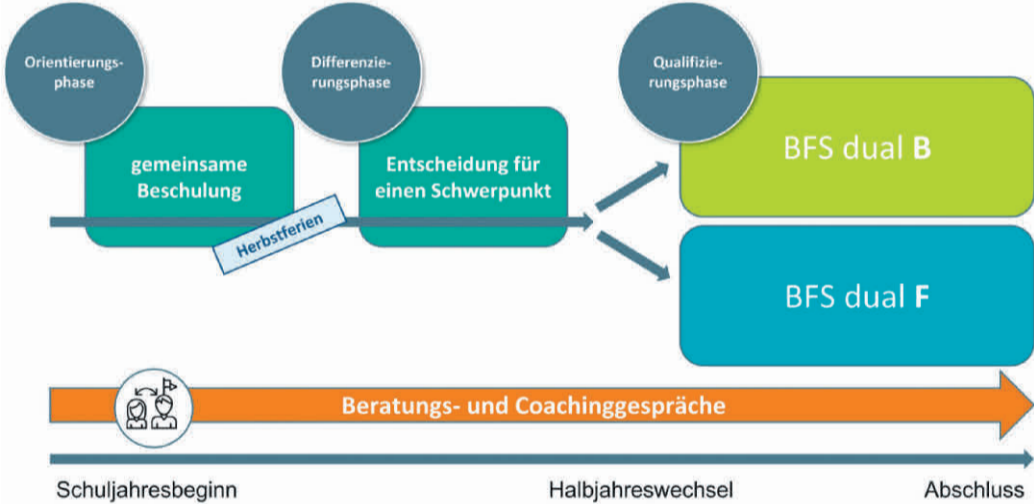 Orientierungs-
phase
Differenzie-
rungsphase
Qualifizie-
rungsphase
gemeinsame
Beschulung
Herbstferien
Entscheidung für
einen Schwerpunkt
BFS dual B
BFS dual F
Beratungs- und Coachinggespräche
Schuljahresbeginn
Halbjahreswechsel
Abschluss